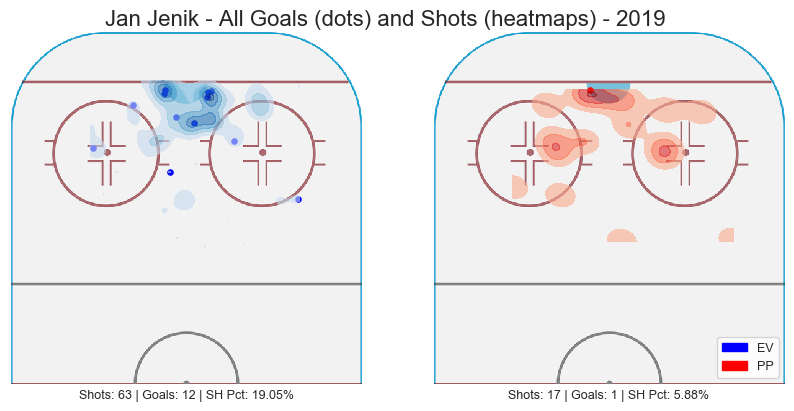 Jan Jenik - All Goals (dots) and Shots (heatmaps) - 2019
EV
PP
Shots: 63 | Goals: 12 | SH Pct: 19.05%
Shots: 17 | Goals: 1 | SH Pct: 5.88%